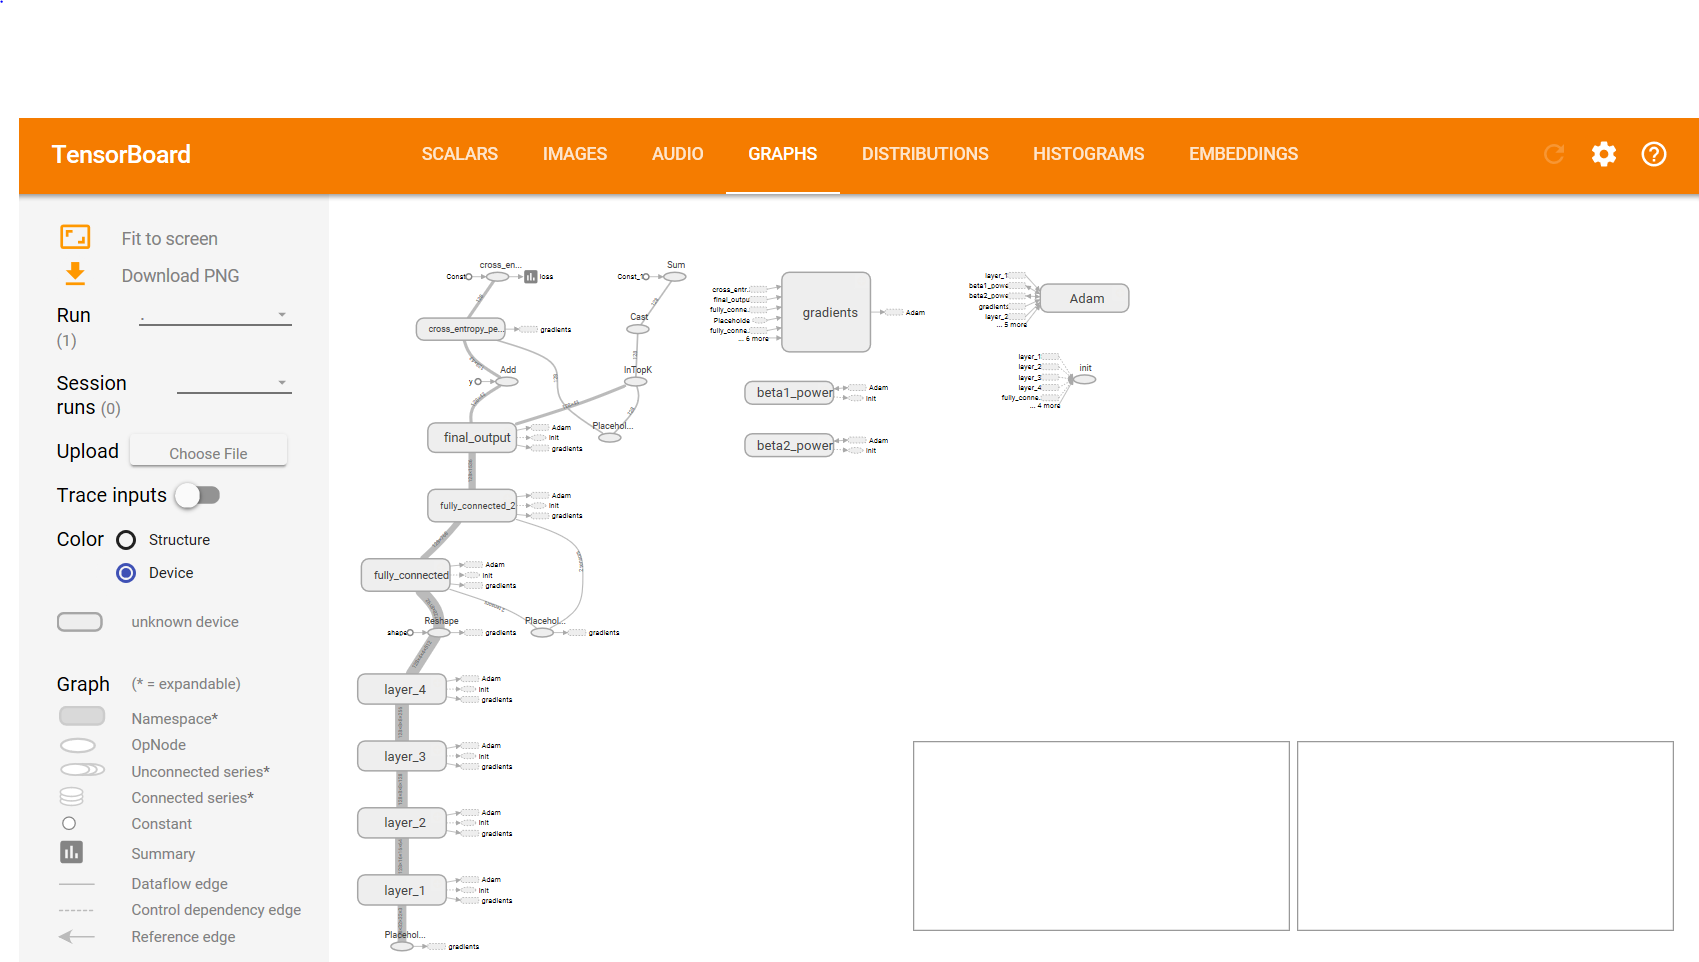 TensorBoard
SCALARS
IMAGES
AUDIO
GRAPHS
DISTRIBUTIONS
HISTOGRAMS
EMBEDDINGS
Fit to screen
Download PNG
Run
(1)
.
Session
runs (0)
Upload
Choose File
Trace inputs
Color
Structure
Device
unknown device
Graph
(* = expandable)
Namespace*
OpNode
Unconnected series*
Connected series*
Constant
Summary
Dataflow edge
Control dependency edge
Reference edge
cross_en...
Const
loss
Sum
Const_1
cross_entropy_pe...
gradients
Cast
Add
y
InTopK
final_output
Adam
init
gradients
Placehol...
fully_connected_2
Adam
init
gradients
fully_connected
Adam
init
gradients
Reshape
shape
gradients
Placehol...
gradients
layer_4
Adam
init
gradients
layer_3
Adam
init
gradients
layer_2
Adam
init
gradients
layer_1
Adam
init
gradients
Placehol...
gradients
cross_entr...
final_outpu
fully_conne...
Placeholde
fully_conne...
... 6 more
gradients
Adam
beta1_power
Adam
init
beta2_power
Adam
init
layer_1
beta1_powe
beta2_powe
gradients
layer_2
... 5 more
Adam
layer_1
layer_2
layer_3
layer_4
fully_conne...
... 4 more
init